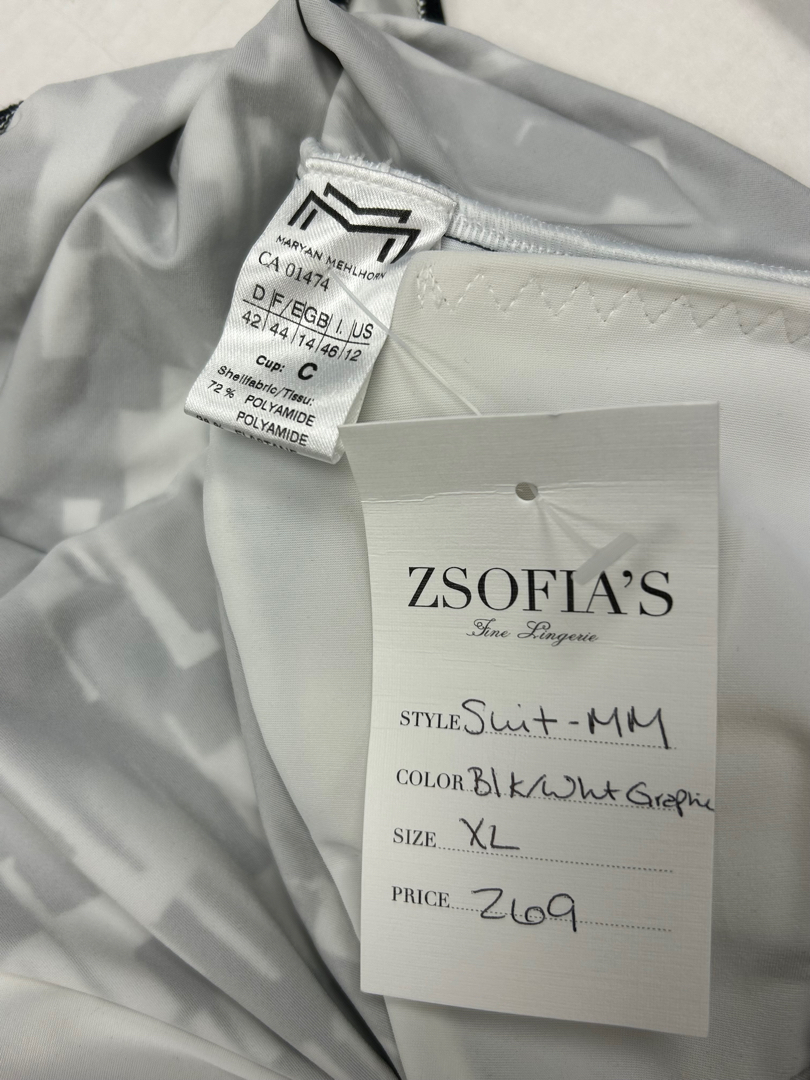 MARYAN MEHLHORN
CA 01474
D F/E GB I. US
42 44 14 46 12
Cup: C
Shellfabric/Tissu:
72 % POLYAMIDE
POLYAMIDE
ZSOFIA'S
Fine Lingerie
STYLE Suit-MM
COLOR Blk/Wht Graphic
SIZE XL
PRICE 269